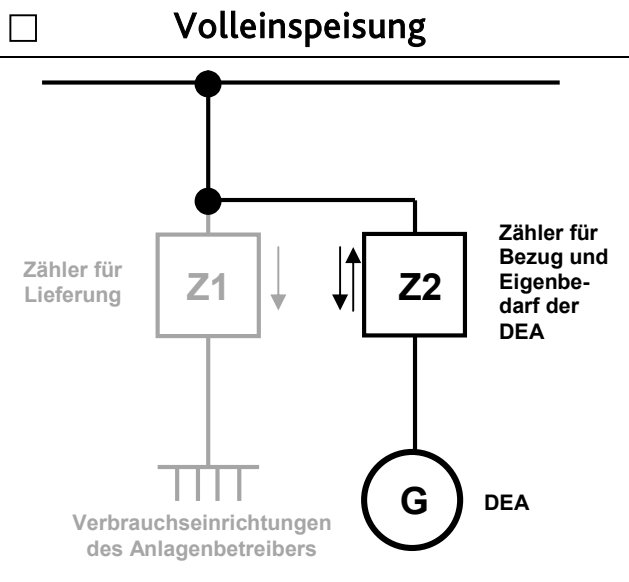 Volleinspeisung
Zähler für
Lieferung
Z1
Z2
Zähler für
Bezug und
Eigenbe-
darf der
DEA
G
DEA
Verbrauchseinrichtungen
des Anlagenbetreibers